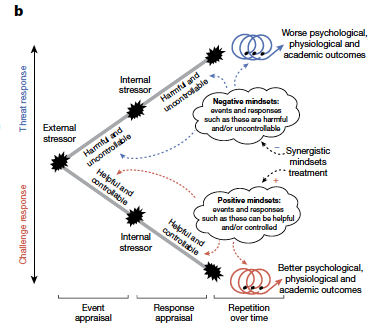 b
Worse psychological,
physiological and
academic outcomes
Threat response
Internal
stressor
Harmful and
uncontrollable
Negative mindsets:
events and responses
such as these are harmful
and/or uncontrollable
External
stressor
Harmful and
uncontrollable
−
Synergistic
mindsets
treatment
+
Helpful and
controllable
Positive mindsets:
events and responses
such as these can be helpful
and/or controlled
Challenge response
Internal
stressor
Helpful and
controllable
Better psychological,
physiological and
academic outcomes
Event
appraisal
Response
appraisal
Repetition
over time